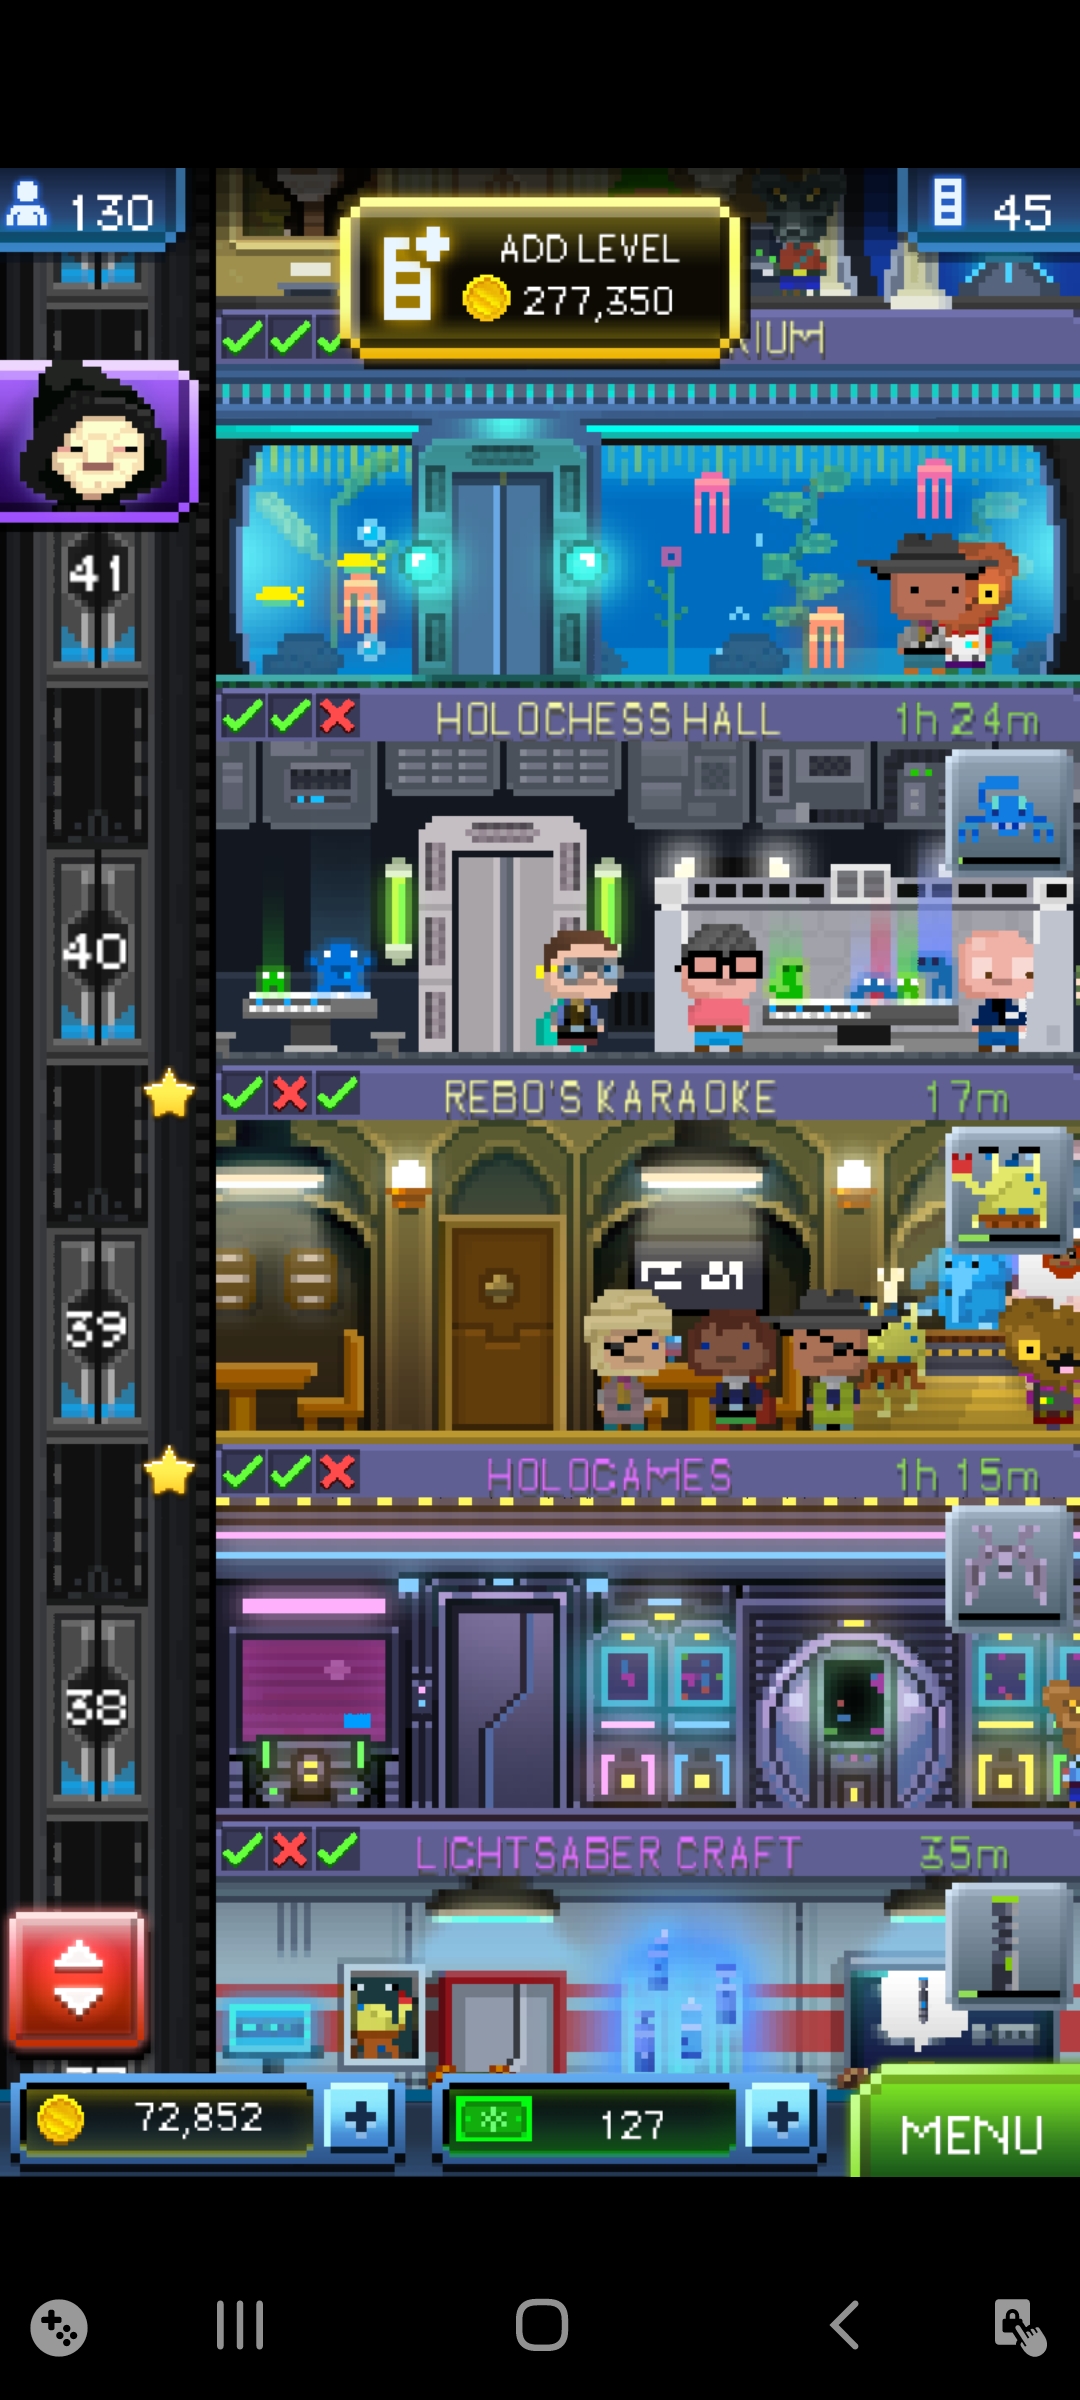 130
45
ADD LEVEL
277,350
RIUM
41
HOLOCHESS HALL 1h 24m
40
REBO'S KARAOKE 17m
39
HOLOGAMES 1h 15m
38
LIGHTSABER CRAFT 35m
72,852
127
MENU